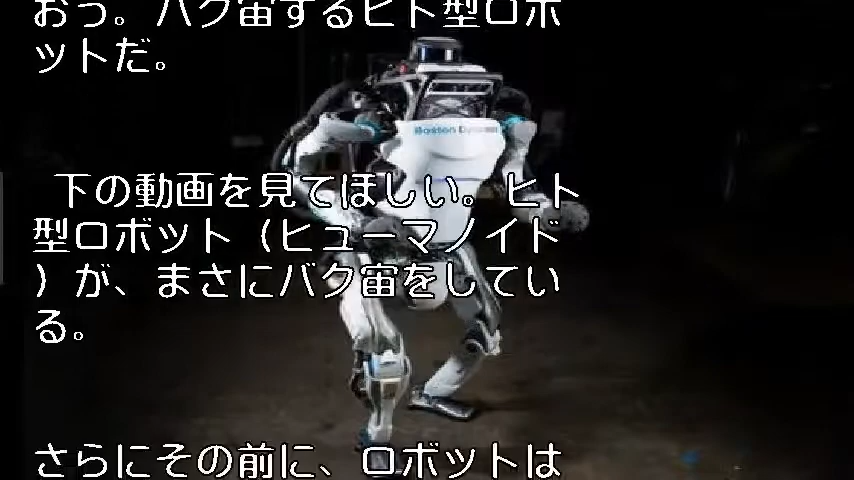 おう。バク宙するヒト型ロボ
ットだ。
Boston Dynamics
下の動画を見てほしい。ヒト
型ロボット（ヒューマノイド
）が、まさにバク宙をしてい
る。
さらにその前に、ロボットは